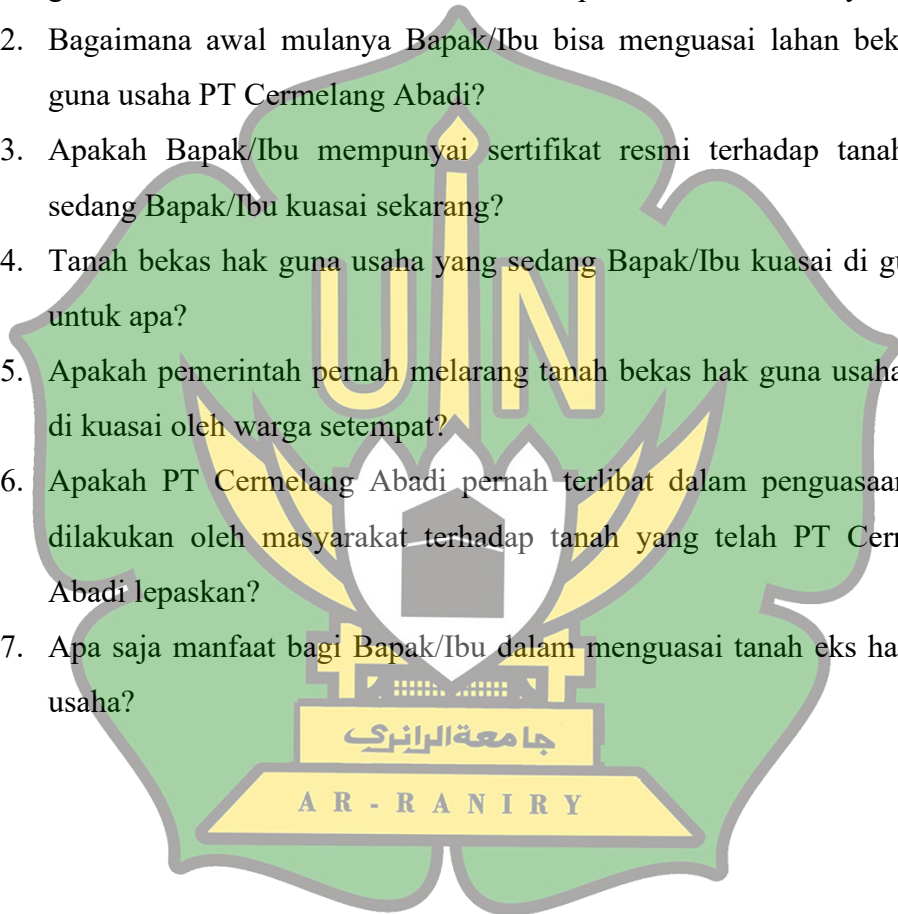 2. Bagaimana awal mulanya Bapak/Ibu bisa menguasai lahan bek
guna usaha PT Cermelang Abadi?
3. Apakah Bapak/Ibu mempunyai sertifikat resmi terhadap tanah
sedang Bapak/Ibu kuasai sekarang?
4. Tanah bekas hak guna usaha yang sedang Bapak/Ibu kuasai di gu
untuk apa?
5. Apakah pemerintah pernah melarang tanah bekas hak guna usaha
di kuasai oleh warga setempat?
6. Apakah PT Cermelang Abadi pernah terlibat dalam penguasaan
dilakukan oleh masyarakat terhadap tanah yang telah PT Cerm
Abadi lepaskan?
7. Apa saja manfaat bagi Bapak/Ibu dalam menguasai tanah eks ha
usaha?
UIN
جامعةالرانري
AR-RANIRY